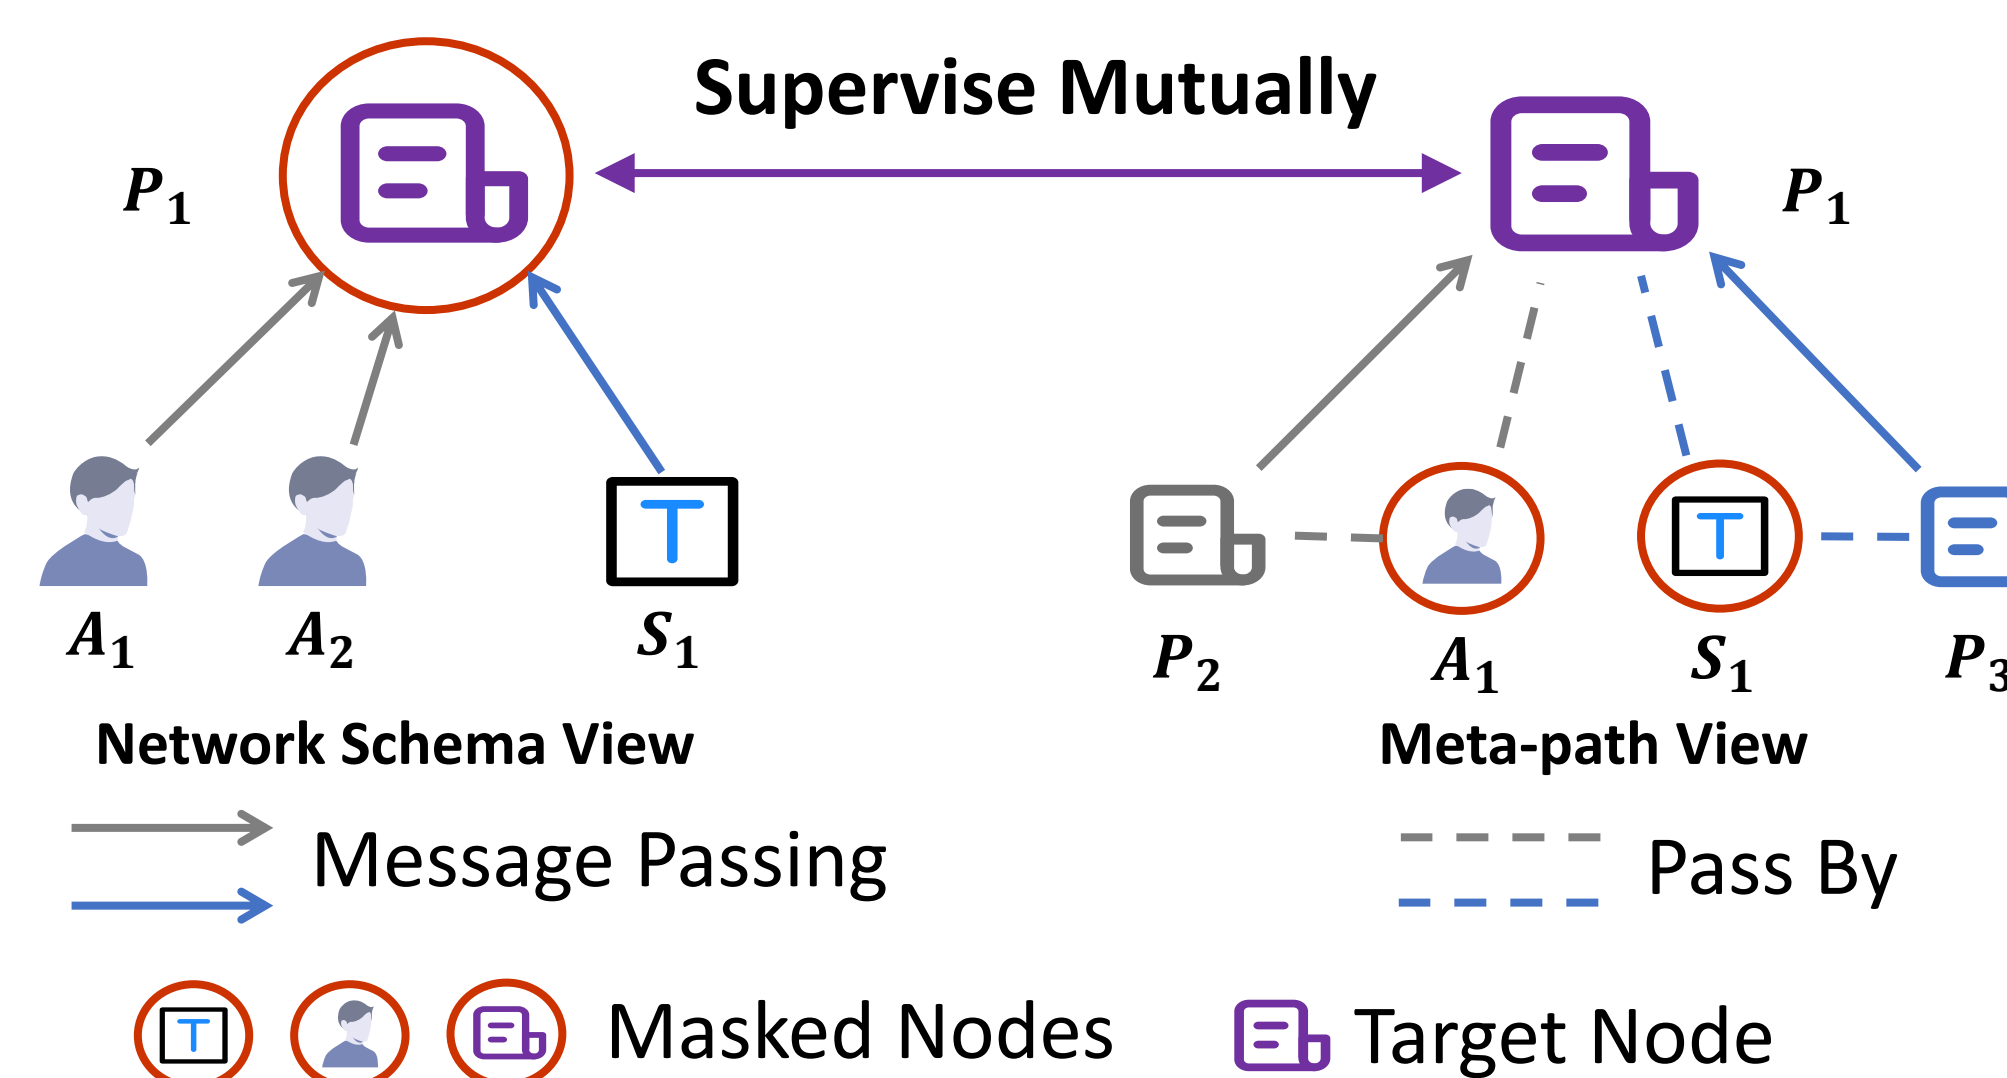 Supervise Mutually
P1
P1
A1 A2 S1
P2 A1 S1 P3
Network Schema View
Meta-path View
Message Passing
Pass By
T Masked Nodes
Target Node